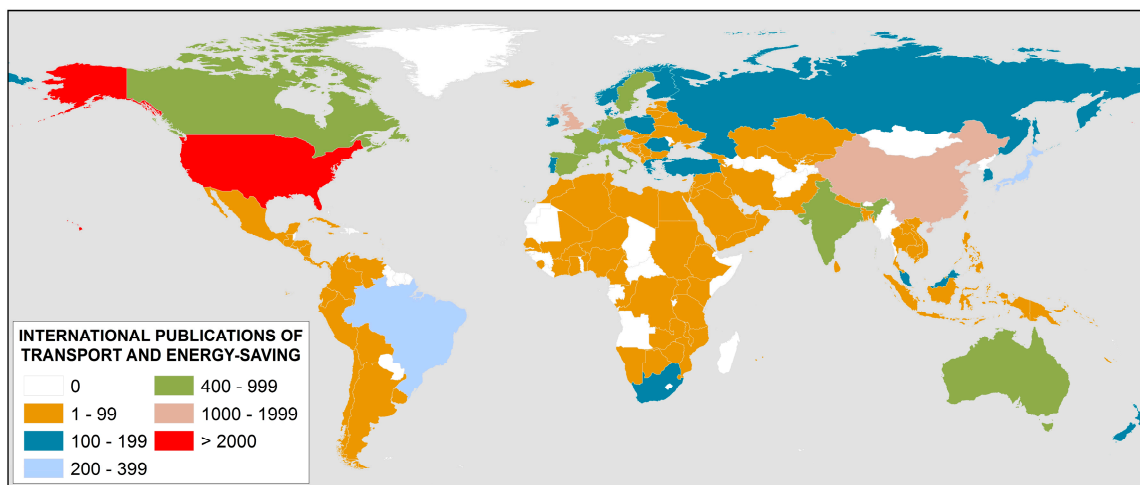 INTERNATIONAL PUBLICATIONS OF
TRANSPORT AND ENERGY-SAVING
0
1 - 99
100 - 199
200 - 399
400 - 999
1000 - 1999
> 2000